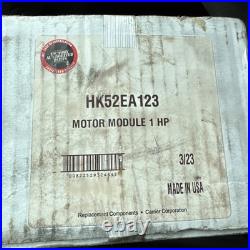 HK52EA123
MOTOR MODULE 1 HP
3/23
MADE IN USA
Replacement Components - Carrier Corporation